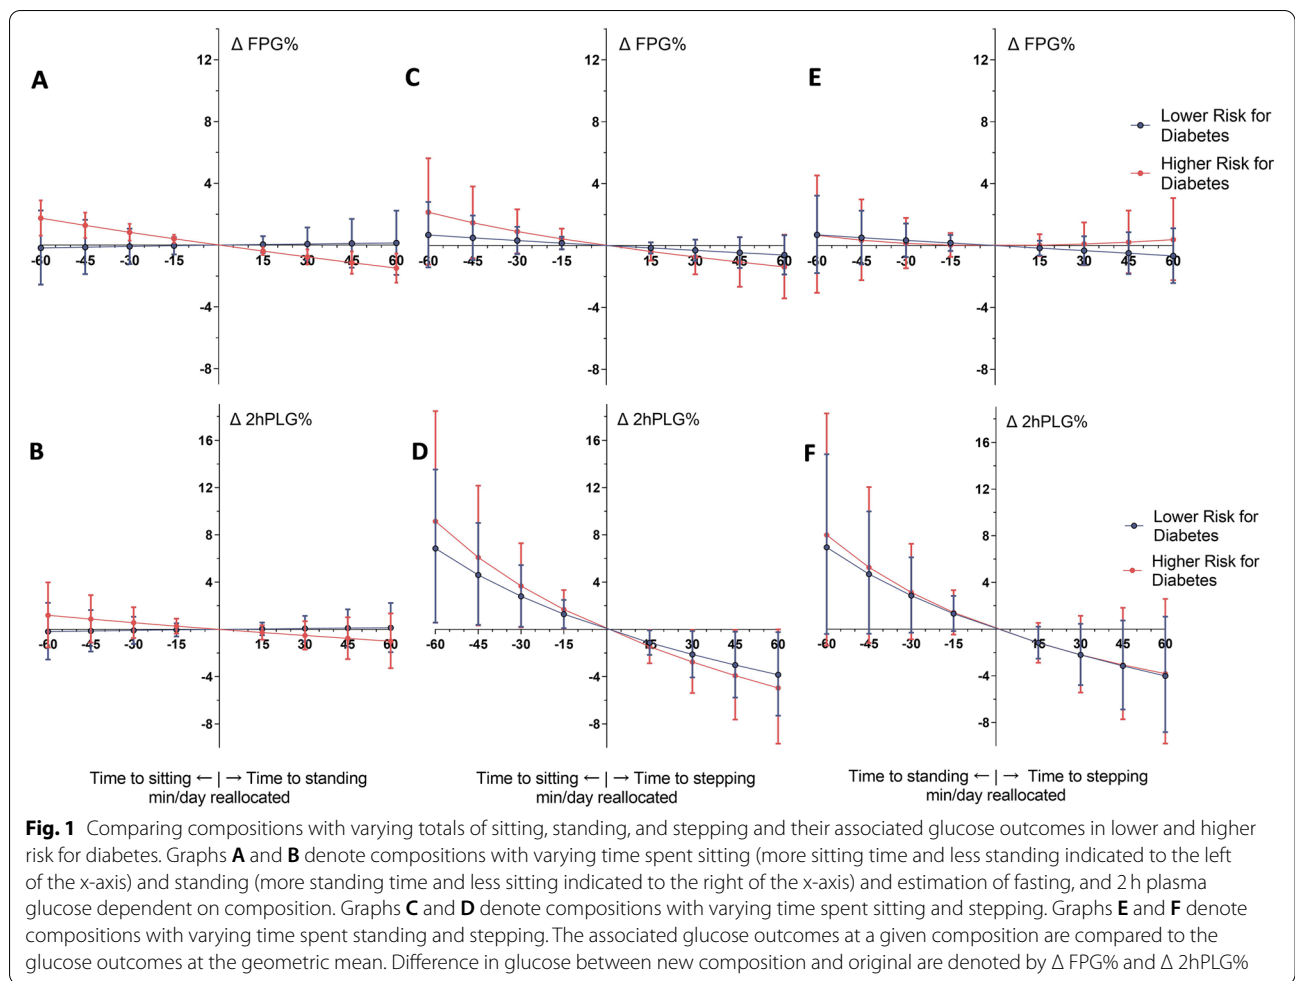 A
Δ FPG%
12
8
4
-4
-8
-60 -45 -30 -15 15 30 45 60
C
Δ FPG%
12
8
4
-4
-8
-60 -45 -30 -15 15 30 45 60
E
Δ FPG%
12
8
4
-4
-8
-60 -45 -30 -15 15 30 45 60
Lower Risk for
Diabetes
Higher Risk for
Diabetes
B
Δ 2hPLG%
16
12
8
4
-4
-8
-60 -45 -30 -15 15 30 45 60
D
Δ 2hPLG%
16
12
8
4
-4
-8
-60 -45 -30 -15 15 30 45 60
F
Δ 2hPLG%
16
12
8
4
-4
-8
-60 -45 -30 -15 15 30 45 60
Lower Risk for
Diabetes
Higher Risk for
Diabetes
Time to sitting ← | → Time to standing
min/day reallocated
Time to sitting ← | → Time to stepping
min/day reallocated
Time to standing ← | → Time to stepping
min/day reallocated
Fig. 1 Comparing compositions with varying totals of sitting, standing, and stepping and their associated glucose outcomes in lower and higher
risk for diabetes. Graphs A and B denote compositions with varying time spent sitting (more sitting time and less standing indicated to the left
of the x-axis) and standing (more standing time and less sitting indicated to the right of the x-axis) and estimation of fasting, and 2 h plasma
glucose dependent on composition. Graphs C and D denote compositions with varying time spent sitting and stepping. Graphs E and F denote
compositions with varying time spent standing and stepping. The associated glucose outcomes at a given composition are compared to the
glucose outcomes at the geometric mean. Difference in glucose between new composition and original are denoted by Δ FPG% and Δ 2hPLG%